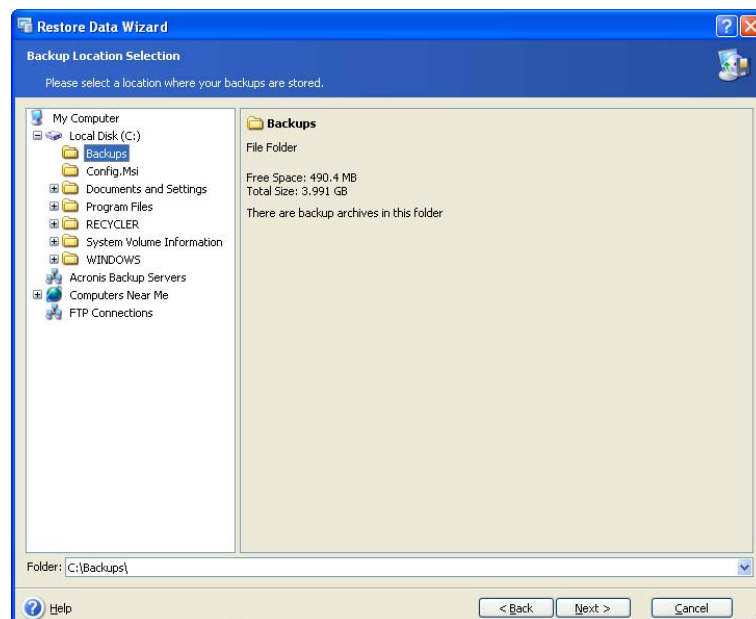 Restore Data Wizard
Backup Location Selection
Please select a location where your backups are stored.
My Computer
Local Disk (C:)
Backups
Config.Msi
Documents and Settings
Program Files
RECYCLER
System Volume Information
WINDOWS
Acronis Backup Servers
Computers Near Me
FTP Connections
Backups
File Folder
Free Space: 490.4 MB
Total Size: 3.991 GB
There are backup archives in this folder
Folder: C:\Backups\
Help
< Back
Next >
Cancel